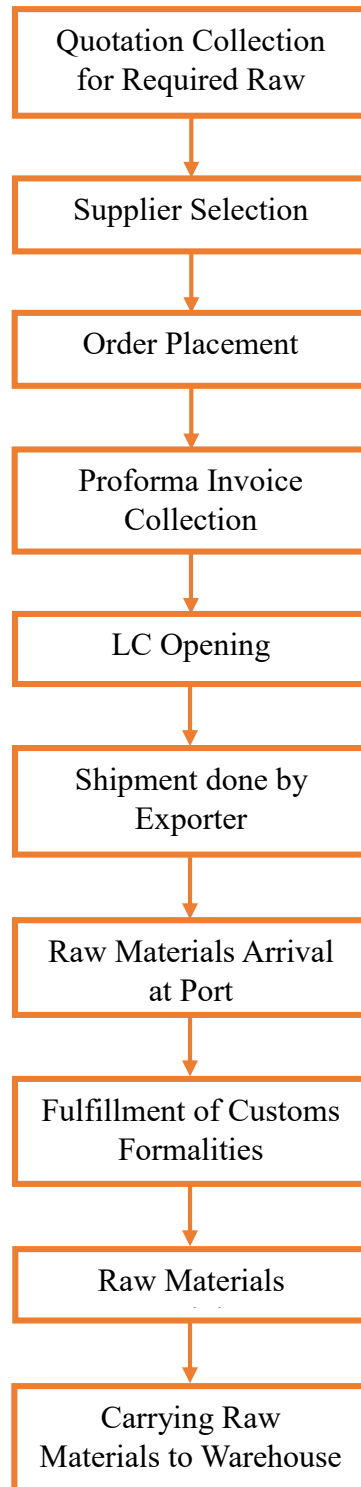 Quotation Collection
for Required Raw
Supplier Selection
Order Placement
Proforma Invoice
Collection
LC Opening
Shipment done by
Exporter
Raw Materials Arrival
at Port
Fulfillment of Customs
Formalities
Raw Materials
Carrying Raw
Materials to Warehouse